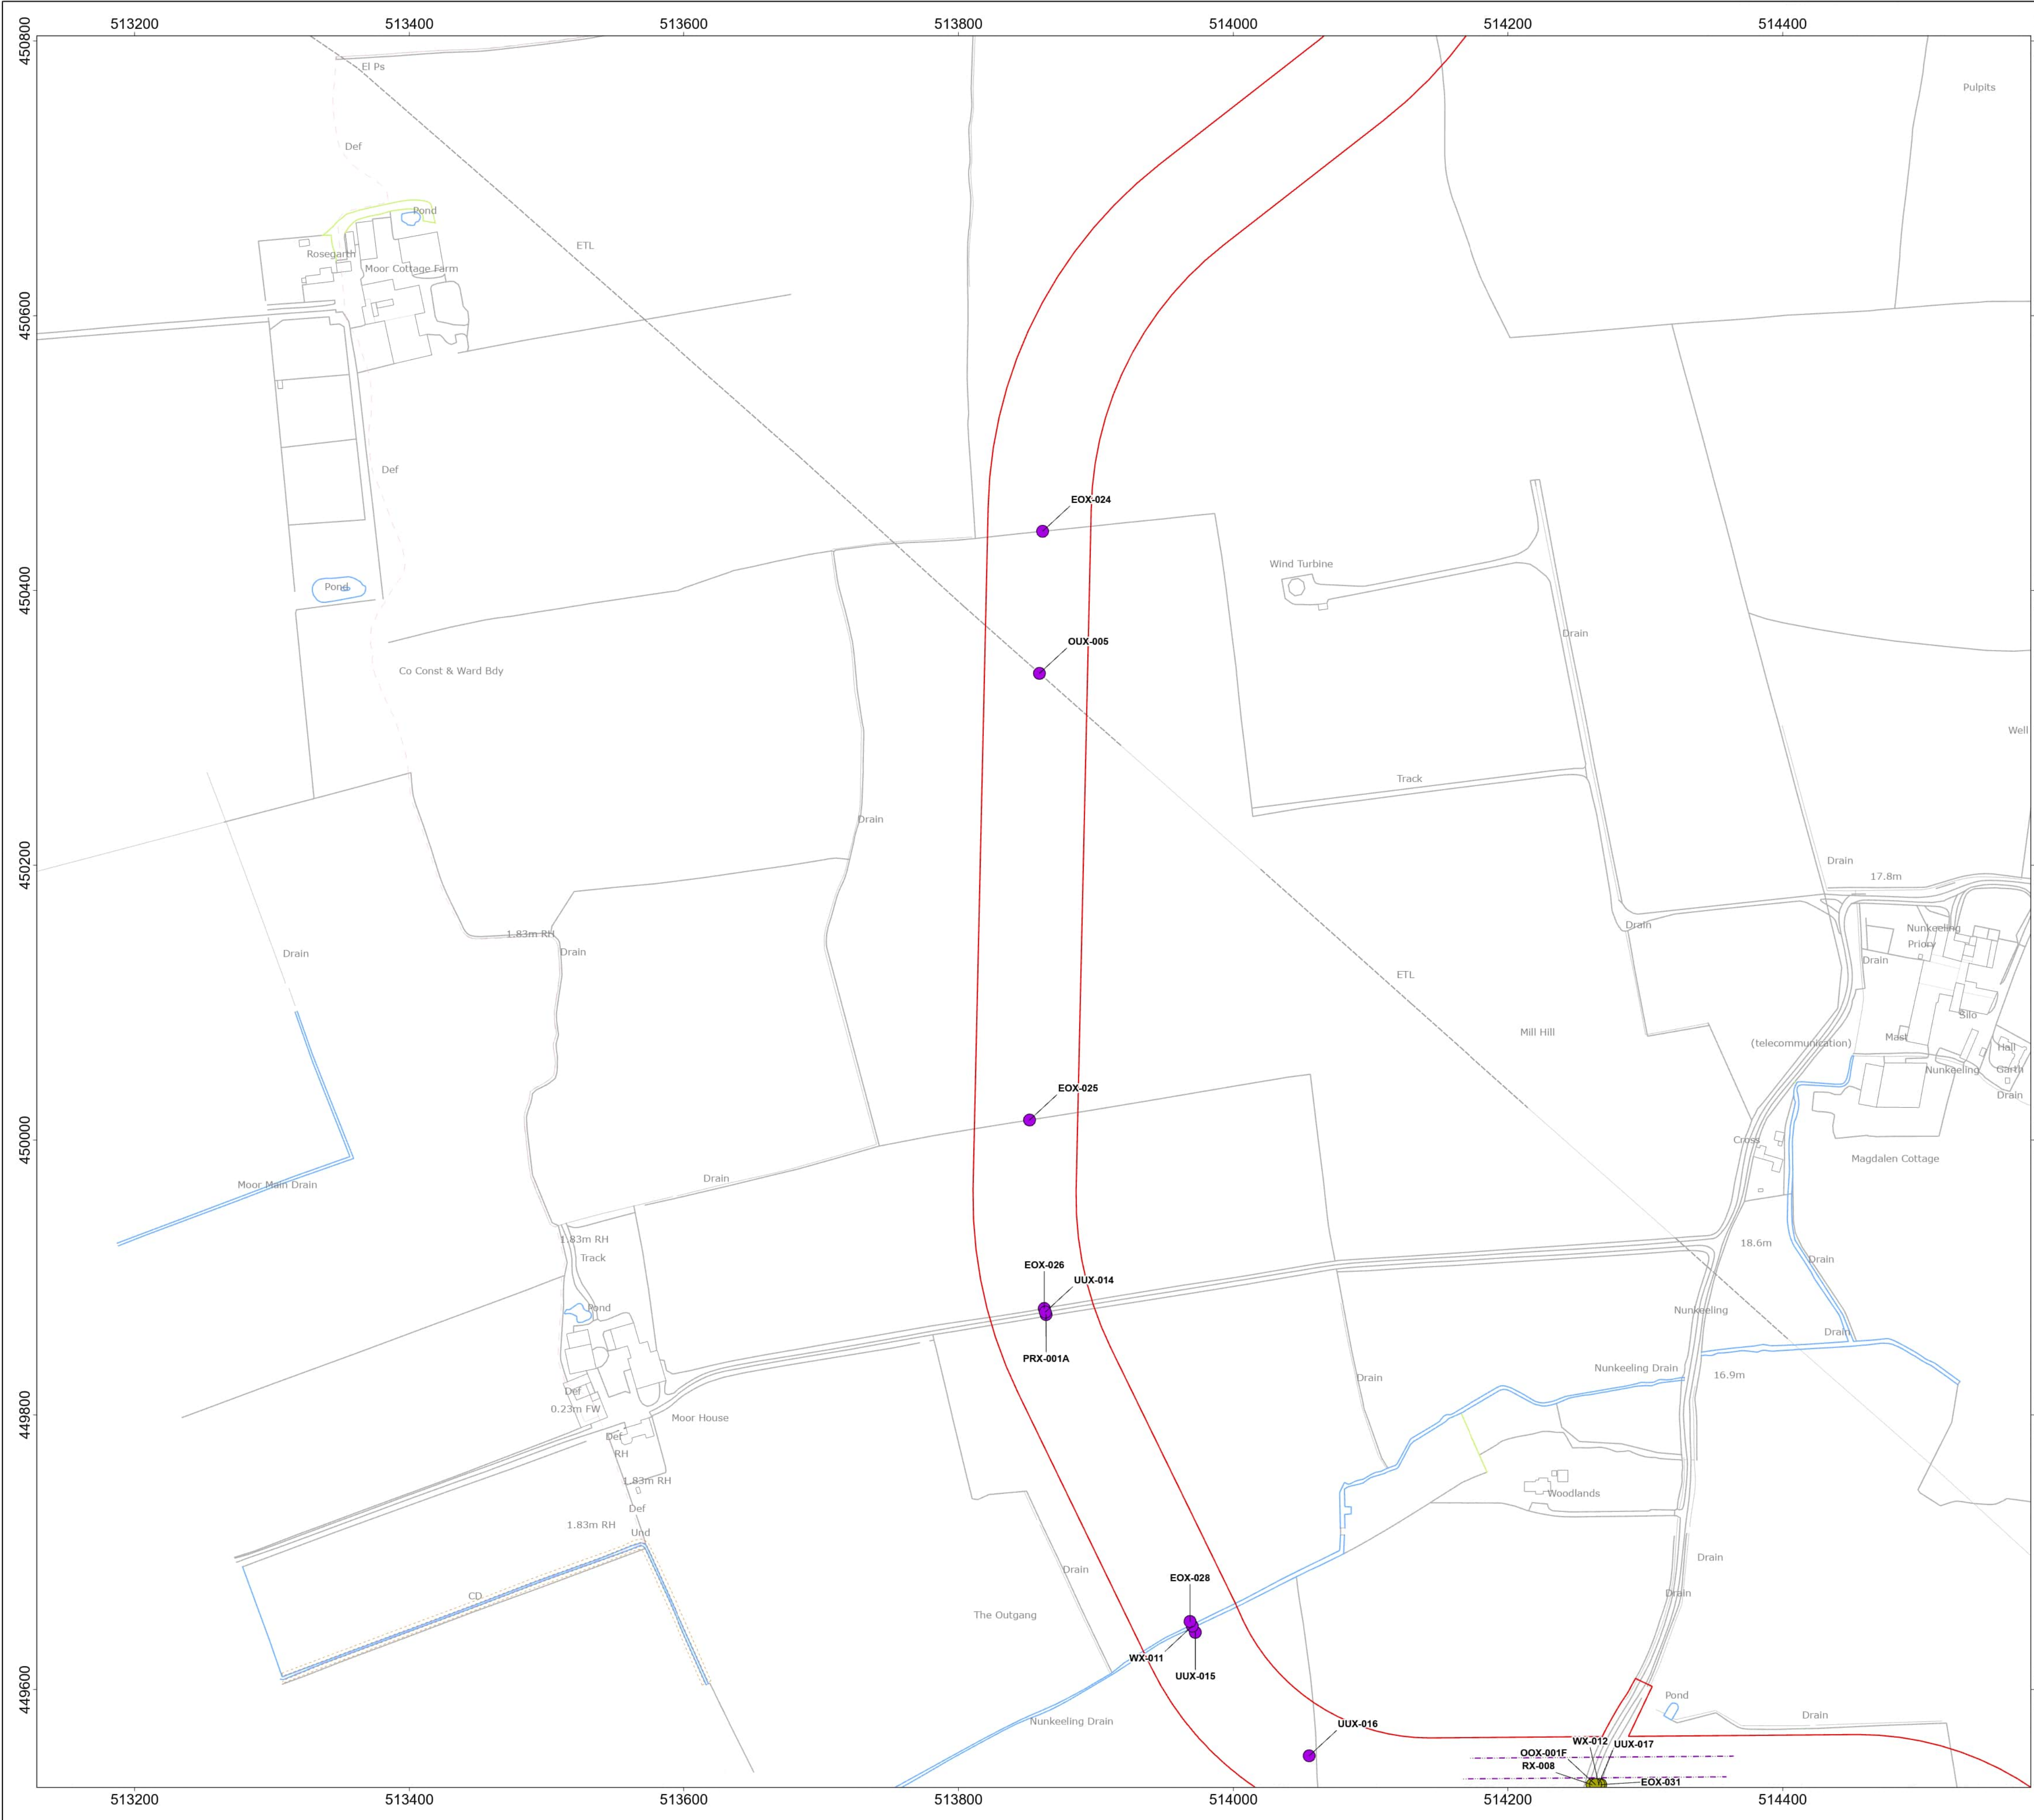 513200 513400 513600 513800 514000 514200 514400
450800
El Ps
Pulpits
Def
Pond
ETL
Rosegarth
Moor Cottage Farm
450600
Def
EOX-024
Wind Turbine
450400
Pond
Drain
OUX-005
Co Const & Ward Bdy
Well
Track
Drain
450200
Drain
17.8m
1.83m RH
Drain
Drain
Drain
Nunkeeling
Priory
Drain
ETL
Silo
Mill Hill
Mast
(telecommunication)
Hall
Garth
Nunkeeling
Drain
EOX-025
450000
Cross
Magdalen Cottage
Drain
Moor Main Drain
1.83m RH
18.6m
Track
Drain
EOX-026
UUX-014
Pond
Nunkeeling
Drain
PRX-001A
Nunkeeling Drain
16.9m
Drain
Def
0.23m FW
449800
Moor House
Def
RH
1.83m RH
Woodlands
Def
1.83m RH
Und
Drain
Drain
EOX-028
Drain
CD
The Outgang
WX-011
UUX-015
449600
Pond
Nunkeeling Drain
UUX-016
Drain
WX-012
UUX-017
OOX-001F
RX-008
EOX-031
513200 513400 513600 513800 514000 514200 514400